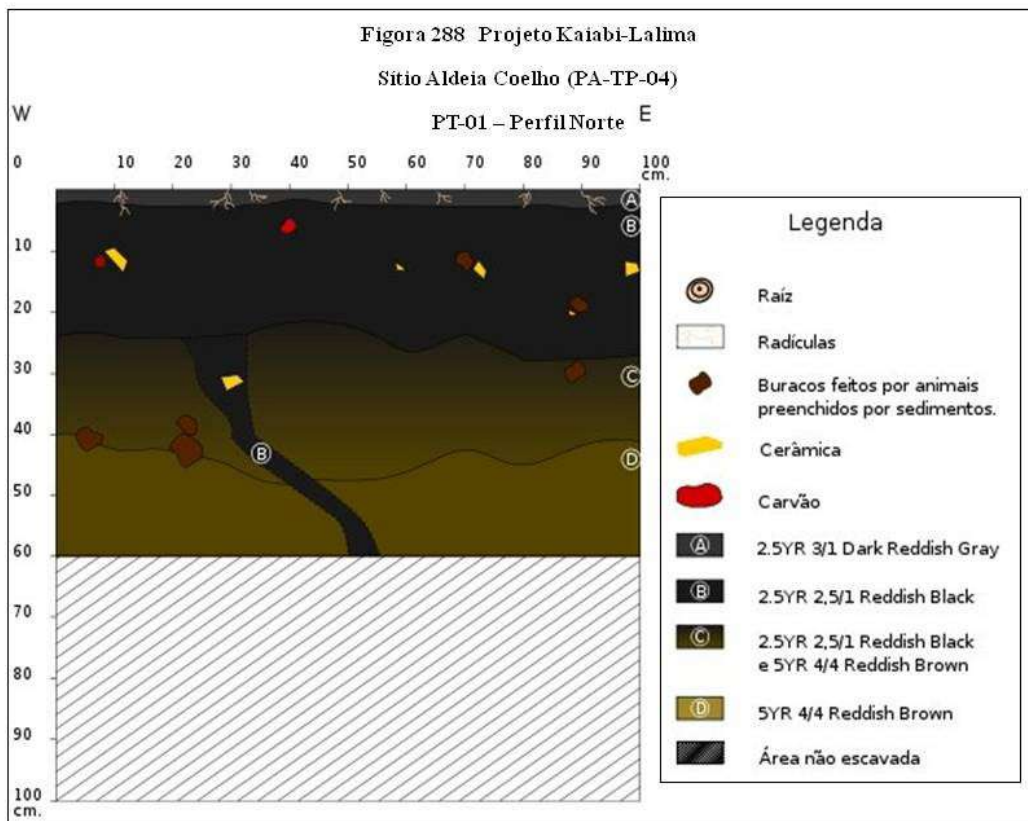 Figora 288 Projeto Kaiabi-Lalima
Sítio Aldeia Coelho (PA-TP-04)
PT-01 – Perfil Norte
W
E
0 10 20 30 40 50 60 70 80 90 100
cm.
10
20
30
40
50
60
70
80
90
100
cm.
A
B
C
D
B
Legenda
Raíz
Radículas
Buracos feitos por animais
preenchidos por sedimentos.
Cerâmica
Carvão
A 2.5YR 3/1 Dark Reddish Gray
B 2.5YR 2,5/1 Reddish Black
C 2.5YR 2,5/1 Reddish Black
e 5YR 4/4 Reddish Brown
D 5YR 4/4 Reddish Brown
Área não escavada